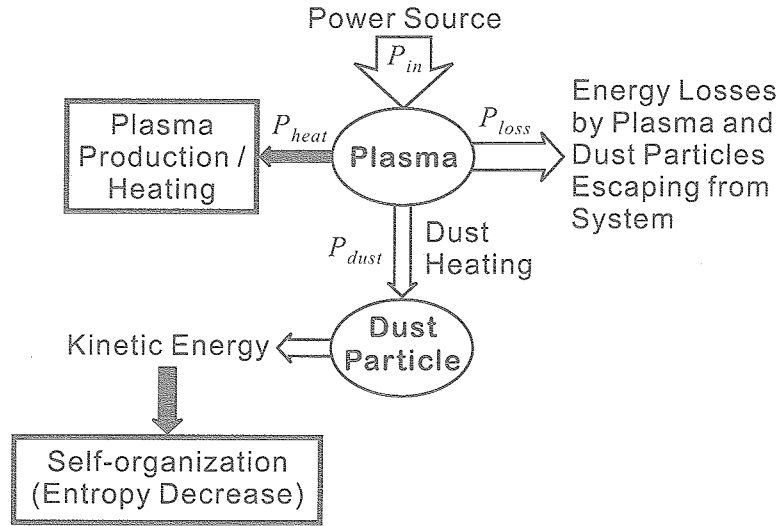 Power Source
P_in
Plasma
Production /
Heating
P_heat
Plasma
P_loss
Energy Losses
by Plasma and
Dust Particles
Escaping from
System
P_dust
Dust
Heating
Dust
Particle
Kinetic Energy
Self-organization
(Entropy Decrease)